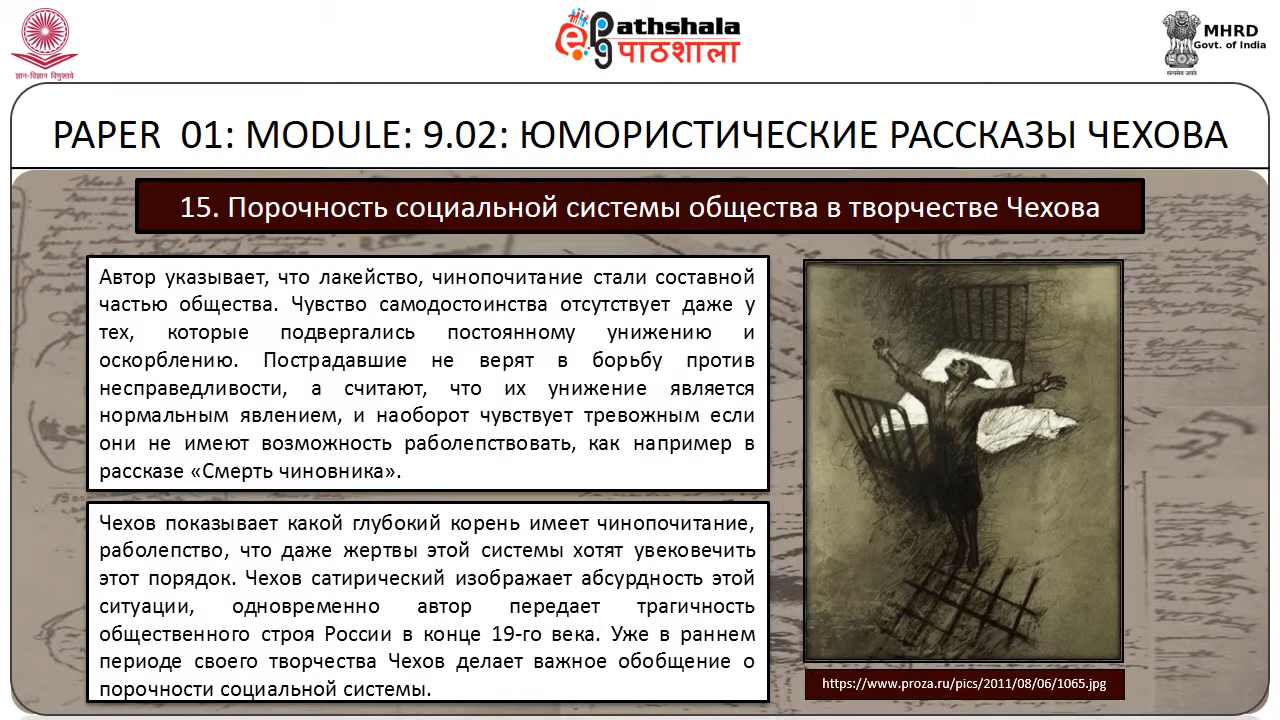 ज्ञान-विज्ञान विमुक्तये
ePathshala
पाठशाला
सत्यमेव जयते
MHRD
Govt. of India
PAPER 01: MODULE: 9.02: ЮМОРИСТИЧЕСКИЕ РАССКАЗЫ ЧЕХОВА
15. Порочность социальной системы общества в творчестве Чехова
Автор указывает, что лакейство, чинопочитание стали составной
частью общества. Чувство самодостоинства отсутствует даже у
тех, которые подвергались постоянному унижению и
оскорблению. Пострадавшие не верят в борьбу против
несправедливости, а считают, что их унижение является
нормальным явлением, и наоборот чувствует тревожным если
они не имеют возможность раболепствовать, как например в
рассказе «Смерть чиновника».
Чехов показывает какой глубокий корень имеет чинопочитание,
раболепство, что даже жертвы этой системы хотят увековечить
этот порядок. Чехов сатирический изображает абсурдность этой
ситуации, одновременно автор передает трагичность
общественного строя России в конце 19-го века. Уже в раннем
периоде своего творчества Чехов делает важное обобщение о
порочности социальной системы.
https://www.proza.ru/pics/2011/08/06/1065.jpg